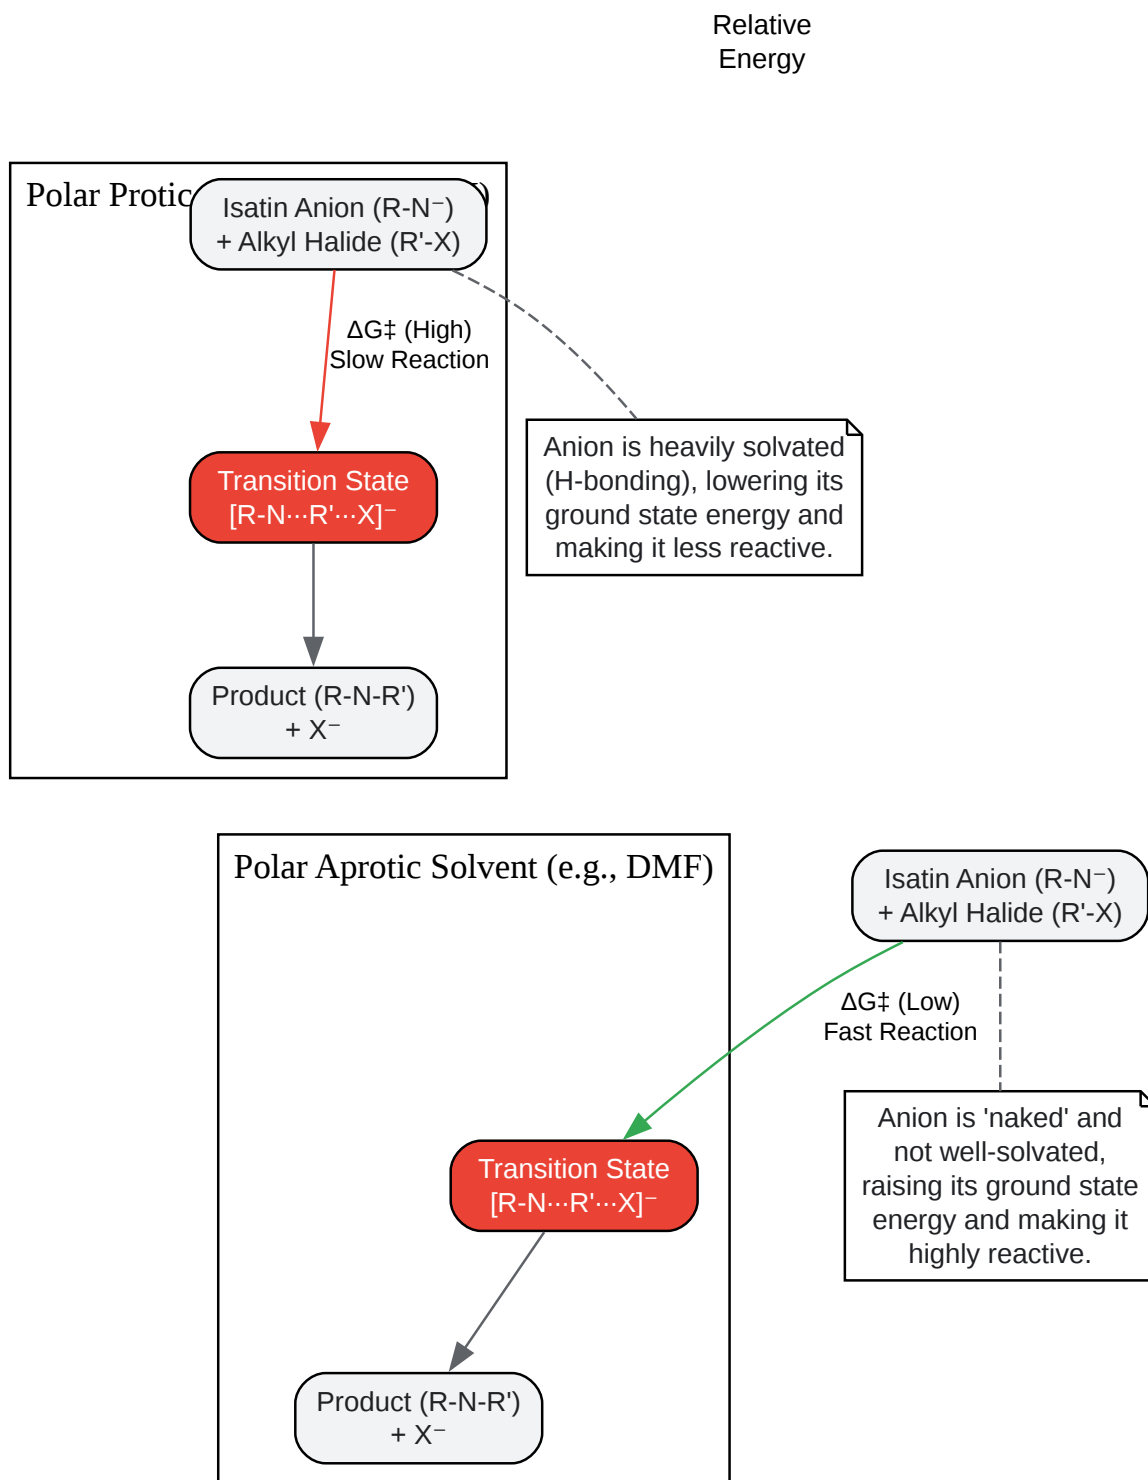 Relative
Energy
Polar Protic
Isatin Anion (R-N⁻)
+ Alkyl Halide (R'-X)
ΔG‡ (High)
Slow Reaction
Anion is heavily solvated
(H-bonding), lowering its
ground state energy and
making it less reactive.
Transition State
[R-N···R'···X]⁻
Product (R-N-R')
+ X⁻
Polar Aprotic Solvent (e.g., DMF)
Isatin Anion (R-N⁻)
+ Alkyl Halide (R'-X)
ΔG‡ (Low)
Fast Reaction
Anion is 'naked' and
not well-solvated,
raising its ground state
energy and making it
highly reactive.
Transition State
[R-N···R'···X]⁻
Product (R-N-R')
+ X⁻